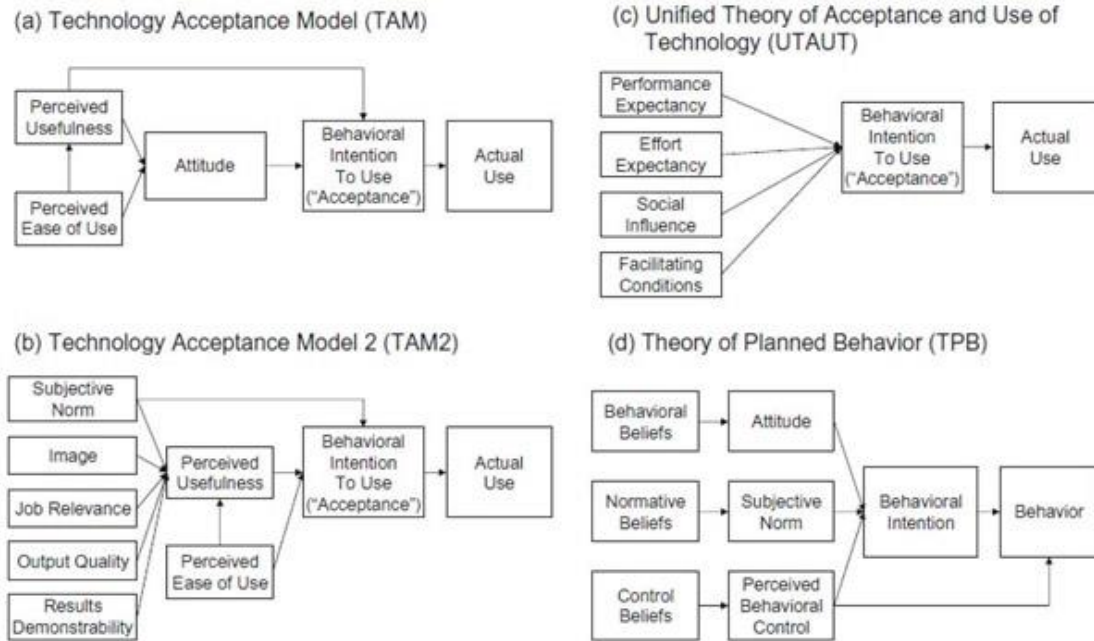 (a) Technology Acceptance Model (TAM)
Perceived
Usefulness
Perceived
Ease of Use
Attitude
Behavioral
Intention
To Use
("Acceptance")
Actual
Use
(b) Technology Acceptance Model 2 (TAM2)
Subjective
Norm
Image
Job Relevance
Output Quality
Results
Demonstrability
Perceived
Usefulness
Perceived
Ease of Use
Behavioral
Intention
To Use
("Acceptance")
Actual
Use
(c) Unified Theory of Acceptance and Use of
Technology (UTAUT)
Performance
Expectancy
Effort
Expectancy
Social
Influence
Facilitating
Conditions
Behavioral
Intention
To Use
("Acceptance")
Actual
Use
(d) Theory of Planned Behavior (TPB)
Behavioral
Beliefs
Attitude
Normative
Beliefs
Subjective
Norm
Control
Beliefs
Perceived
Behavioral
Control
Behavioral
Intention
Behavior